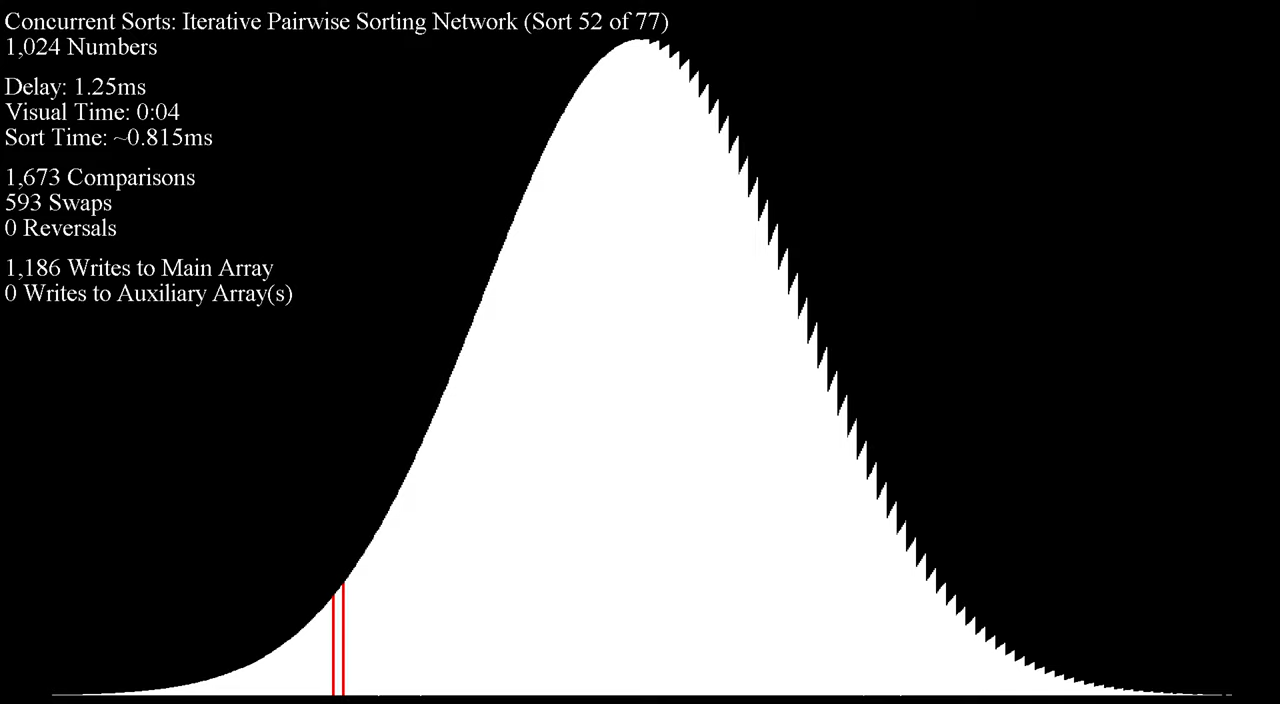 Concurrent Sorts: Iterative Pairwise Sorting Network (Sort 52 of 77)
1,024 Numbers
Delay: 1.25ms
Visual Time: 0:04
Sort Time: ~0.815ms
1,673 Comparisons
593 Swaps
0 Reversals
1,186 Writes to Main Array
0 Writes to Auxiliary Array(s)